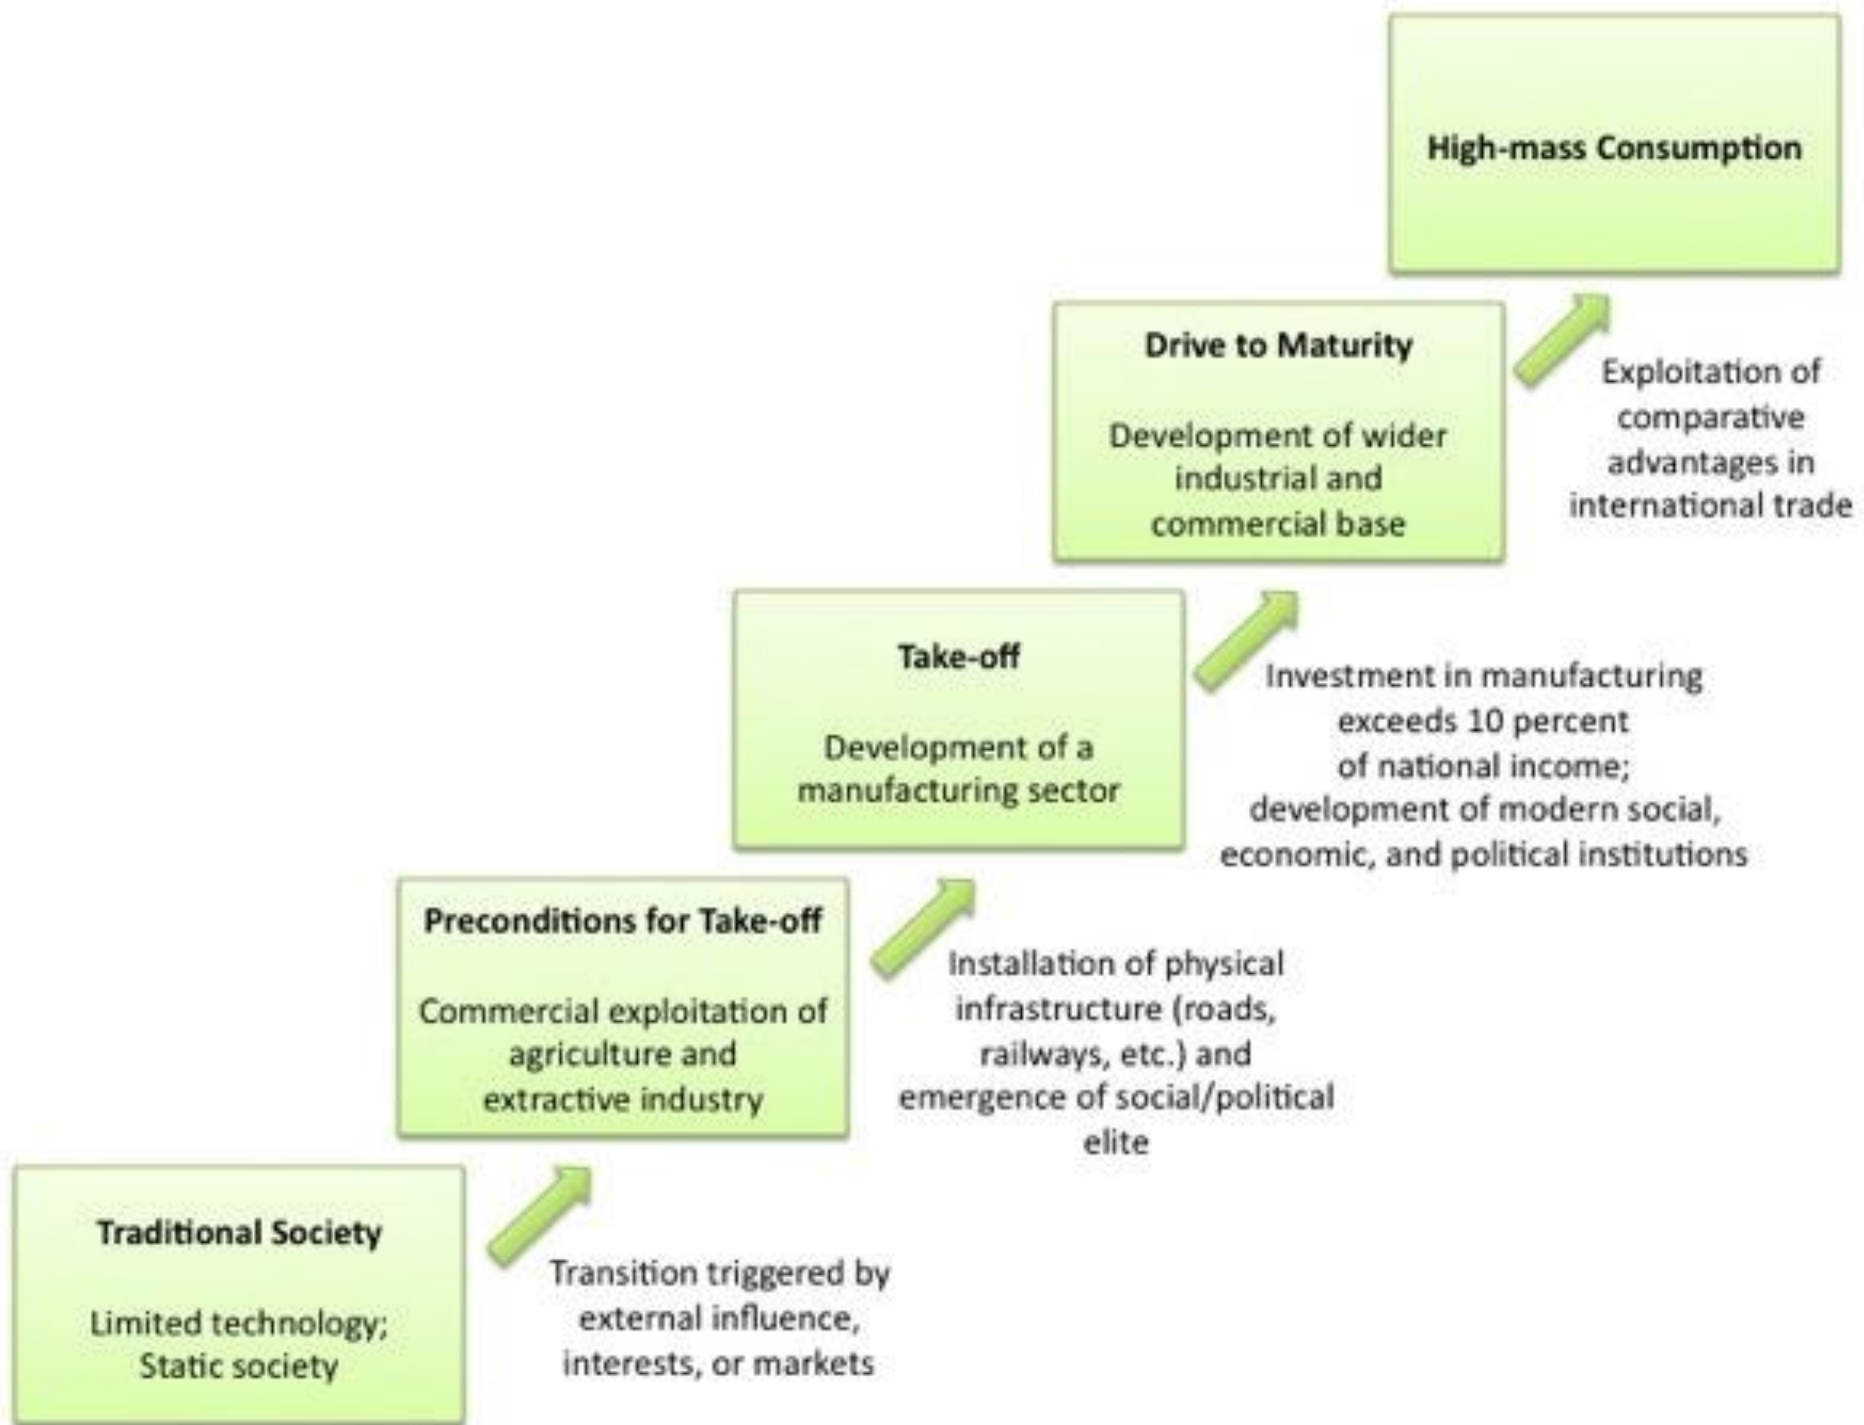 High-mass Consumption
Drive to Maturity
Development of wider
industrial and
commercial base
Exploitation of
comparative
advantages in
international trade
Take-off
Development of a
manufacturing sector
Investment in manufacturing
exceeds 10 percent
of national income;
development of modern social,
economic, and political institutions
Preconditions for Take-off
Commercial exploitation of
agriculture and
extractive industry
Installation of physical
infrastructure (roads,
railways, etc.) and
emergence of social/political
elite
Traditional Society
Limited technology;
Static society
Transition triggered by
external influence,
interests, or markets